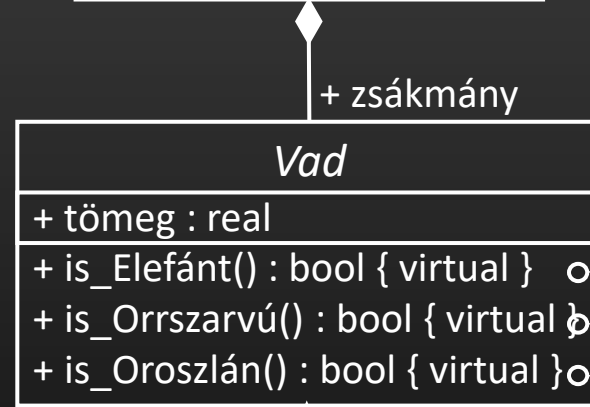 + zsákmány
Vad
+ tömeg : real
+ is_Elefánt() : bool { virtual }
+ is_Orrszarvú() : bool { virtual }
+ is_Oroszlán() : bool { virtual }